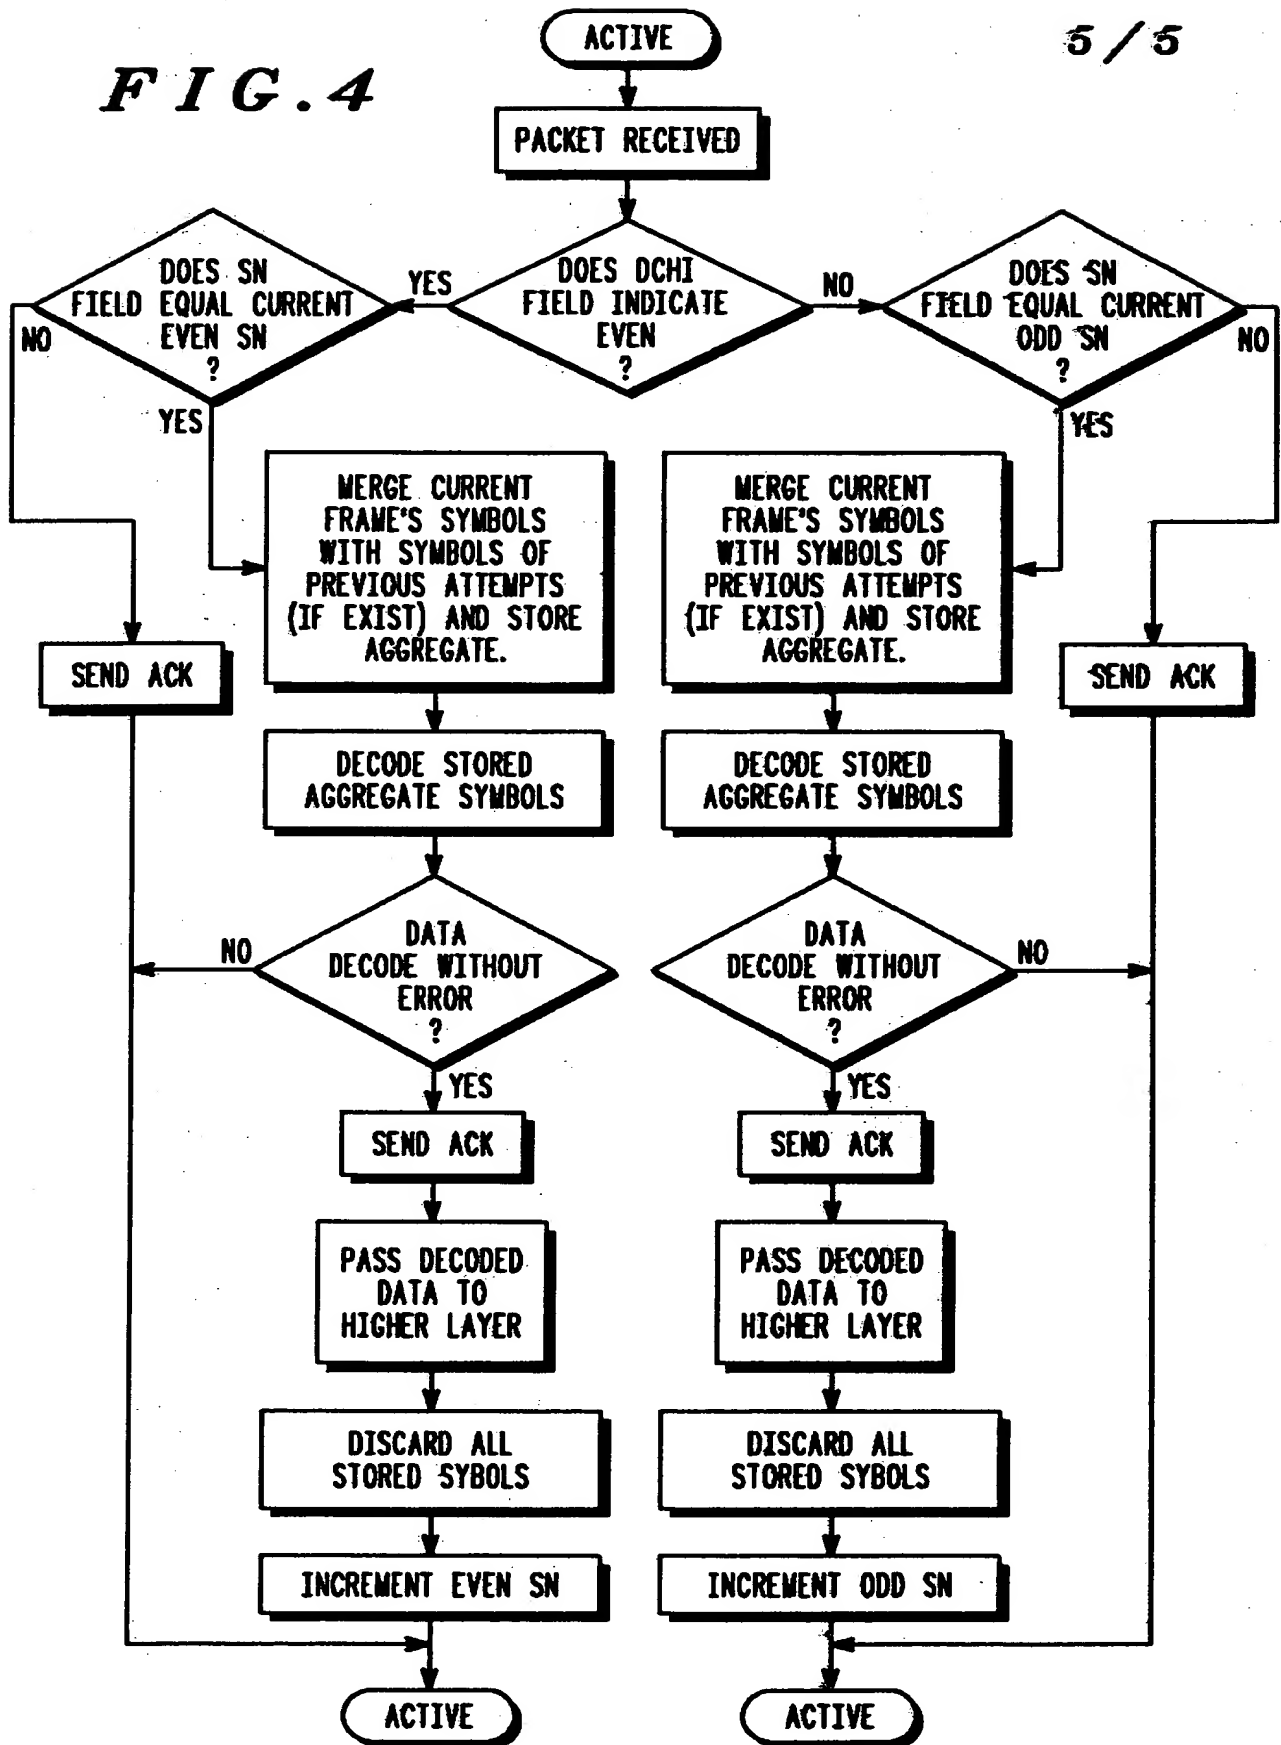 ACTIVE
5/5
FIG.4
PACKET RECEIVED
DOES SN
FIELD EQUAL CURRENT
EVEN SN
?
YES
DOES DCHI
FIELD INDICATE
EVEN
?
NO
DOES SN
FIELD EQUAL CURRENT
ODD SN
?
NO
NO
YES
YES
MERGE CURRENT
FRAME'S SYMBOLS
WITH SYMBOLS OF
PREVIOUS ATTEMPTS
(IF EXIST) AND STORE
AGGREGATE.
MERGE CURRENT
FRAME'S SYMBOLS
WITH SYMBOLS OF
PREVIOUS ATTEMPTS
(IF EXIST) AND STORE
AGGREGATE.
SEND ACK
SEND ACK
DECODE STORED
AGGREGATE SYMBOLS
DECODE STORED
AGGREGATE SYMBOLS
NO
DATA
DECODE WITHOUT
ERROR
?
DATA
DECODE WITHOUT
ERROR
?
NO
YES
YES
SEND ACK
SEND ACK
PASS DECODED
DATA TO
HIGHER LAYER
PASS DECODED
DATA TO
HIGHER LAYER
DISCARD ALL
STORED SYBOLS
DISCARD ALL
STORED SYBOLS
INCREMENT EVEN SN
INCREMENT ODD SN
ACTIVE
ACTIVE